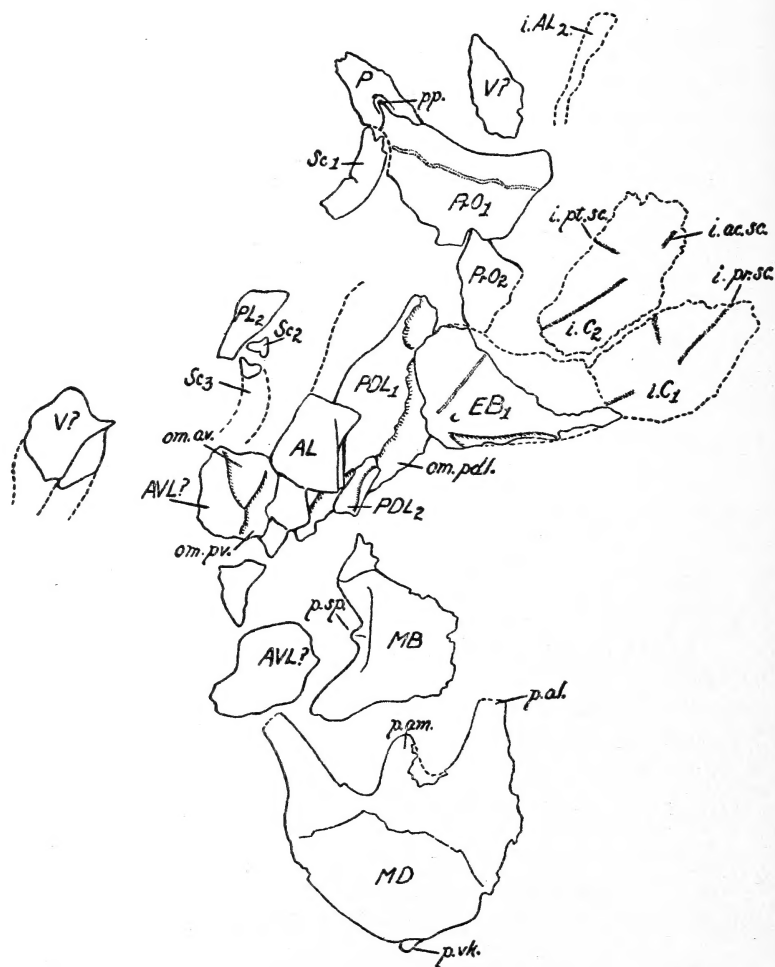 i.AL2.
P
pp.
V?
Sc1
PrO1
i.pt.sc.
i.ac.sc.
PrO2
i.pr.sc.
PL2
Sc2
i.C2
Sc3
PDL1
EB1
i.C1
V?
om.av.
AL
om.pdl.
AVL?
PDL2
om.pv.
p.sp.
MB
AVL?
p.al.
p.am.
MD
p.vk.